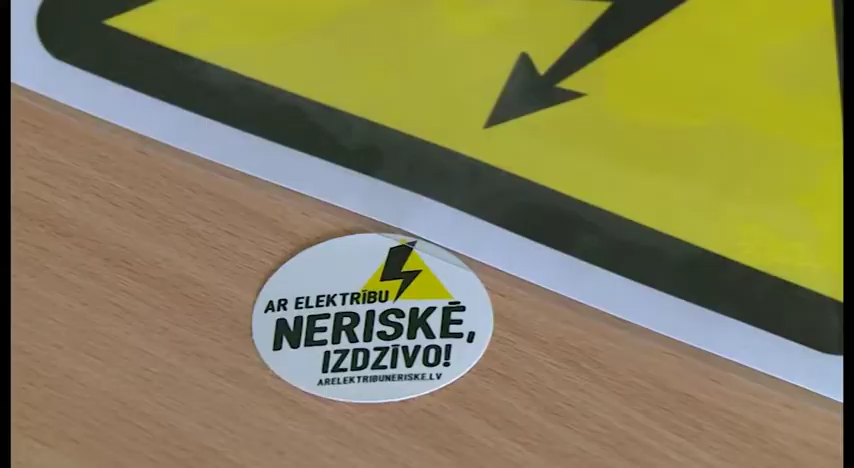 AR ELEKTRĪBU
NERISKĒ,
IZDZĪVO!
ARELEKTRIBUNERISKE.LV